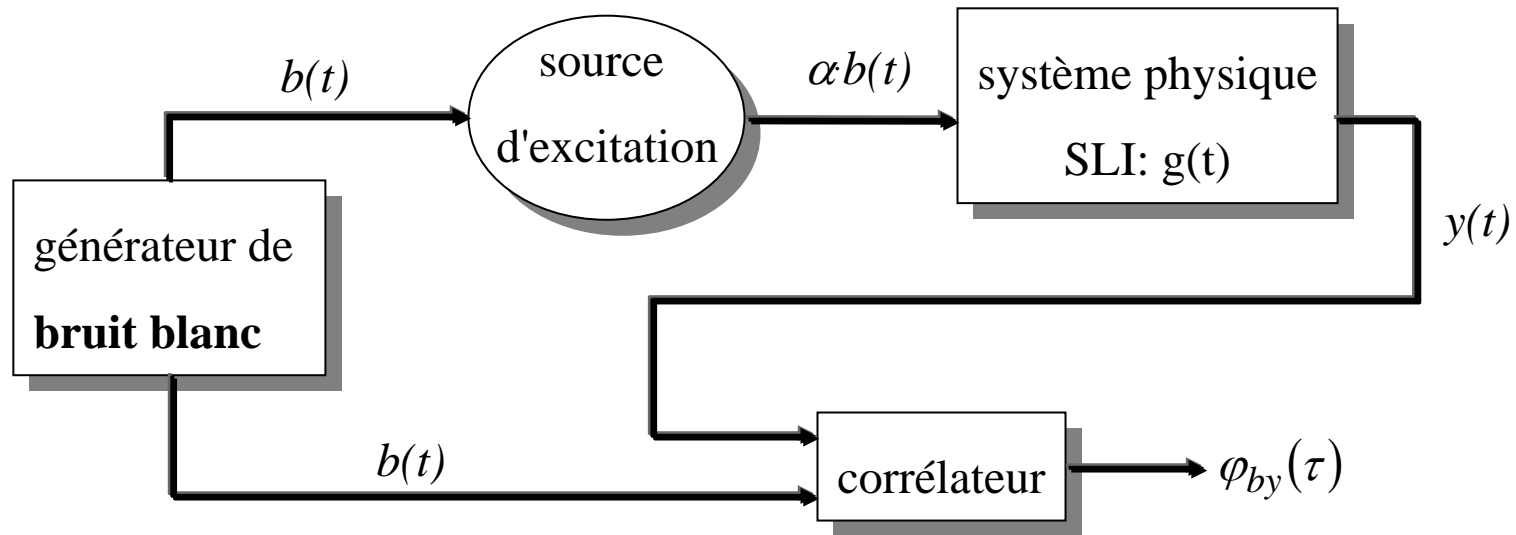 b(t)
source
d'excitation
α·b(t)
système physique
SLI: g(t)
y(t)
générateur de
bruit blanc
b(t)
corrélateur
φby(τ)